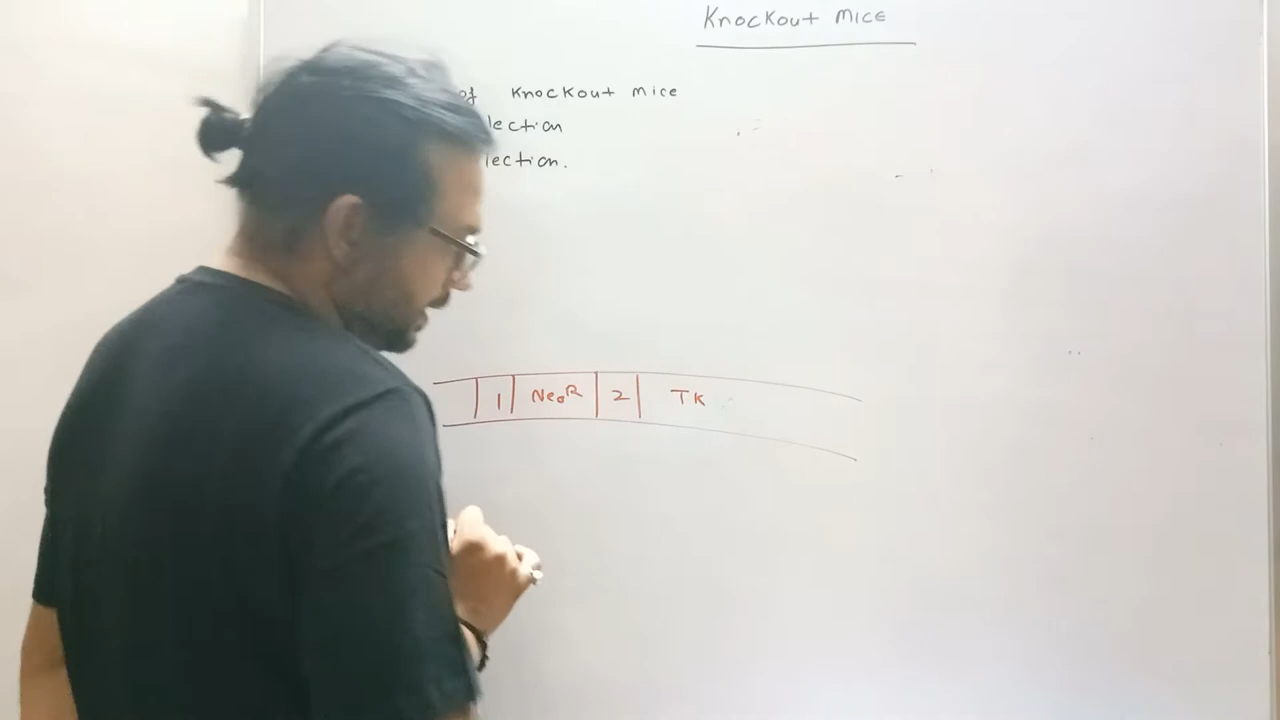 Knockout Mice
of Knockout mice
lection
lection.
1 NeoR 2 TK